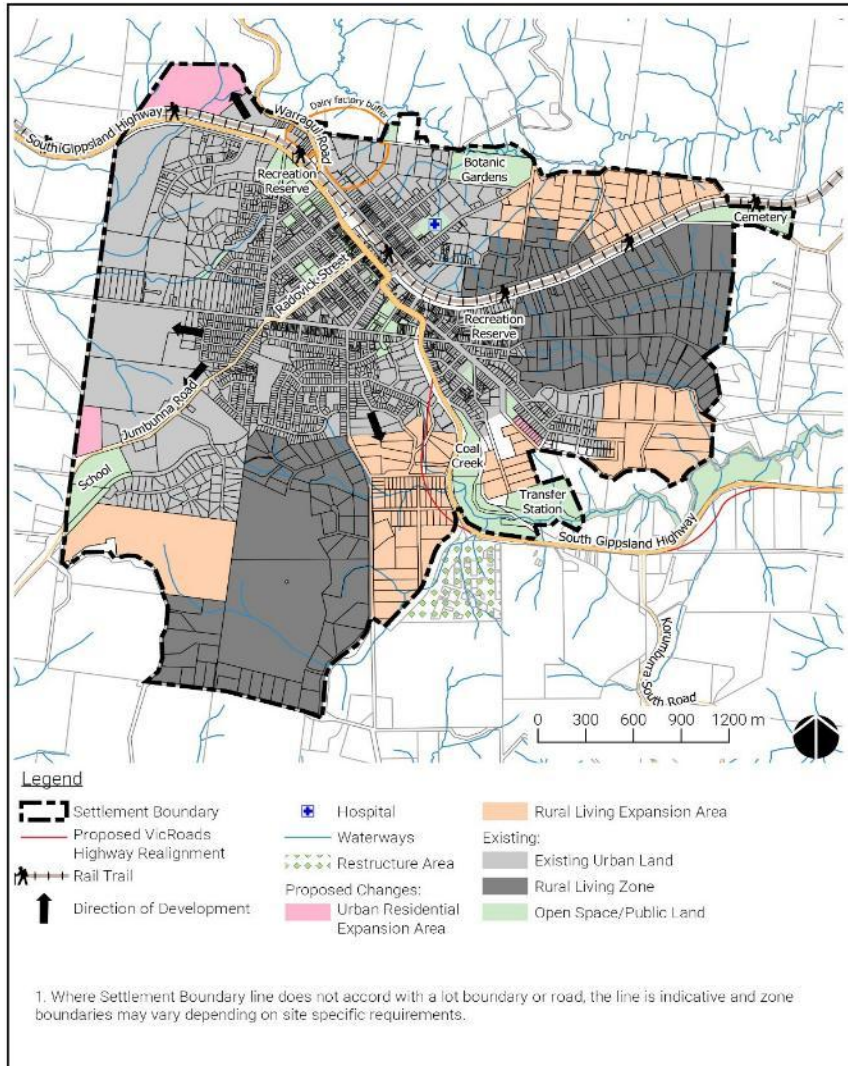 South Gippsland Highway
Warragul Road
Dairy factory buffer
Recreation
Reserve
Botanic
Gardens
Cemetery
Radovick Street
Recreation
Reserve
Jumbunna Road
School
Coal
Creek
Transfer
Station
South Gippsland Highway
Korumburra South Road
0 300 600 900 1200 m
Legend
Settlement Boundary
Proposed VicRoads
Highway Realignment
Rail Trail
Direction of Development
Hospital
Waterways
Restructure Area
Proposed Changes:
Urban Residential
Expansion Area
Rural Living Expansion Area
Existing:
Existing Urban Land
Rural Living Zone
Open Space/Public Land
1. Where Settlement Boundary line does not accord with a lot boundary or road, the line is indicative and zone
boundaries may vary depending on site specific requirements.